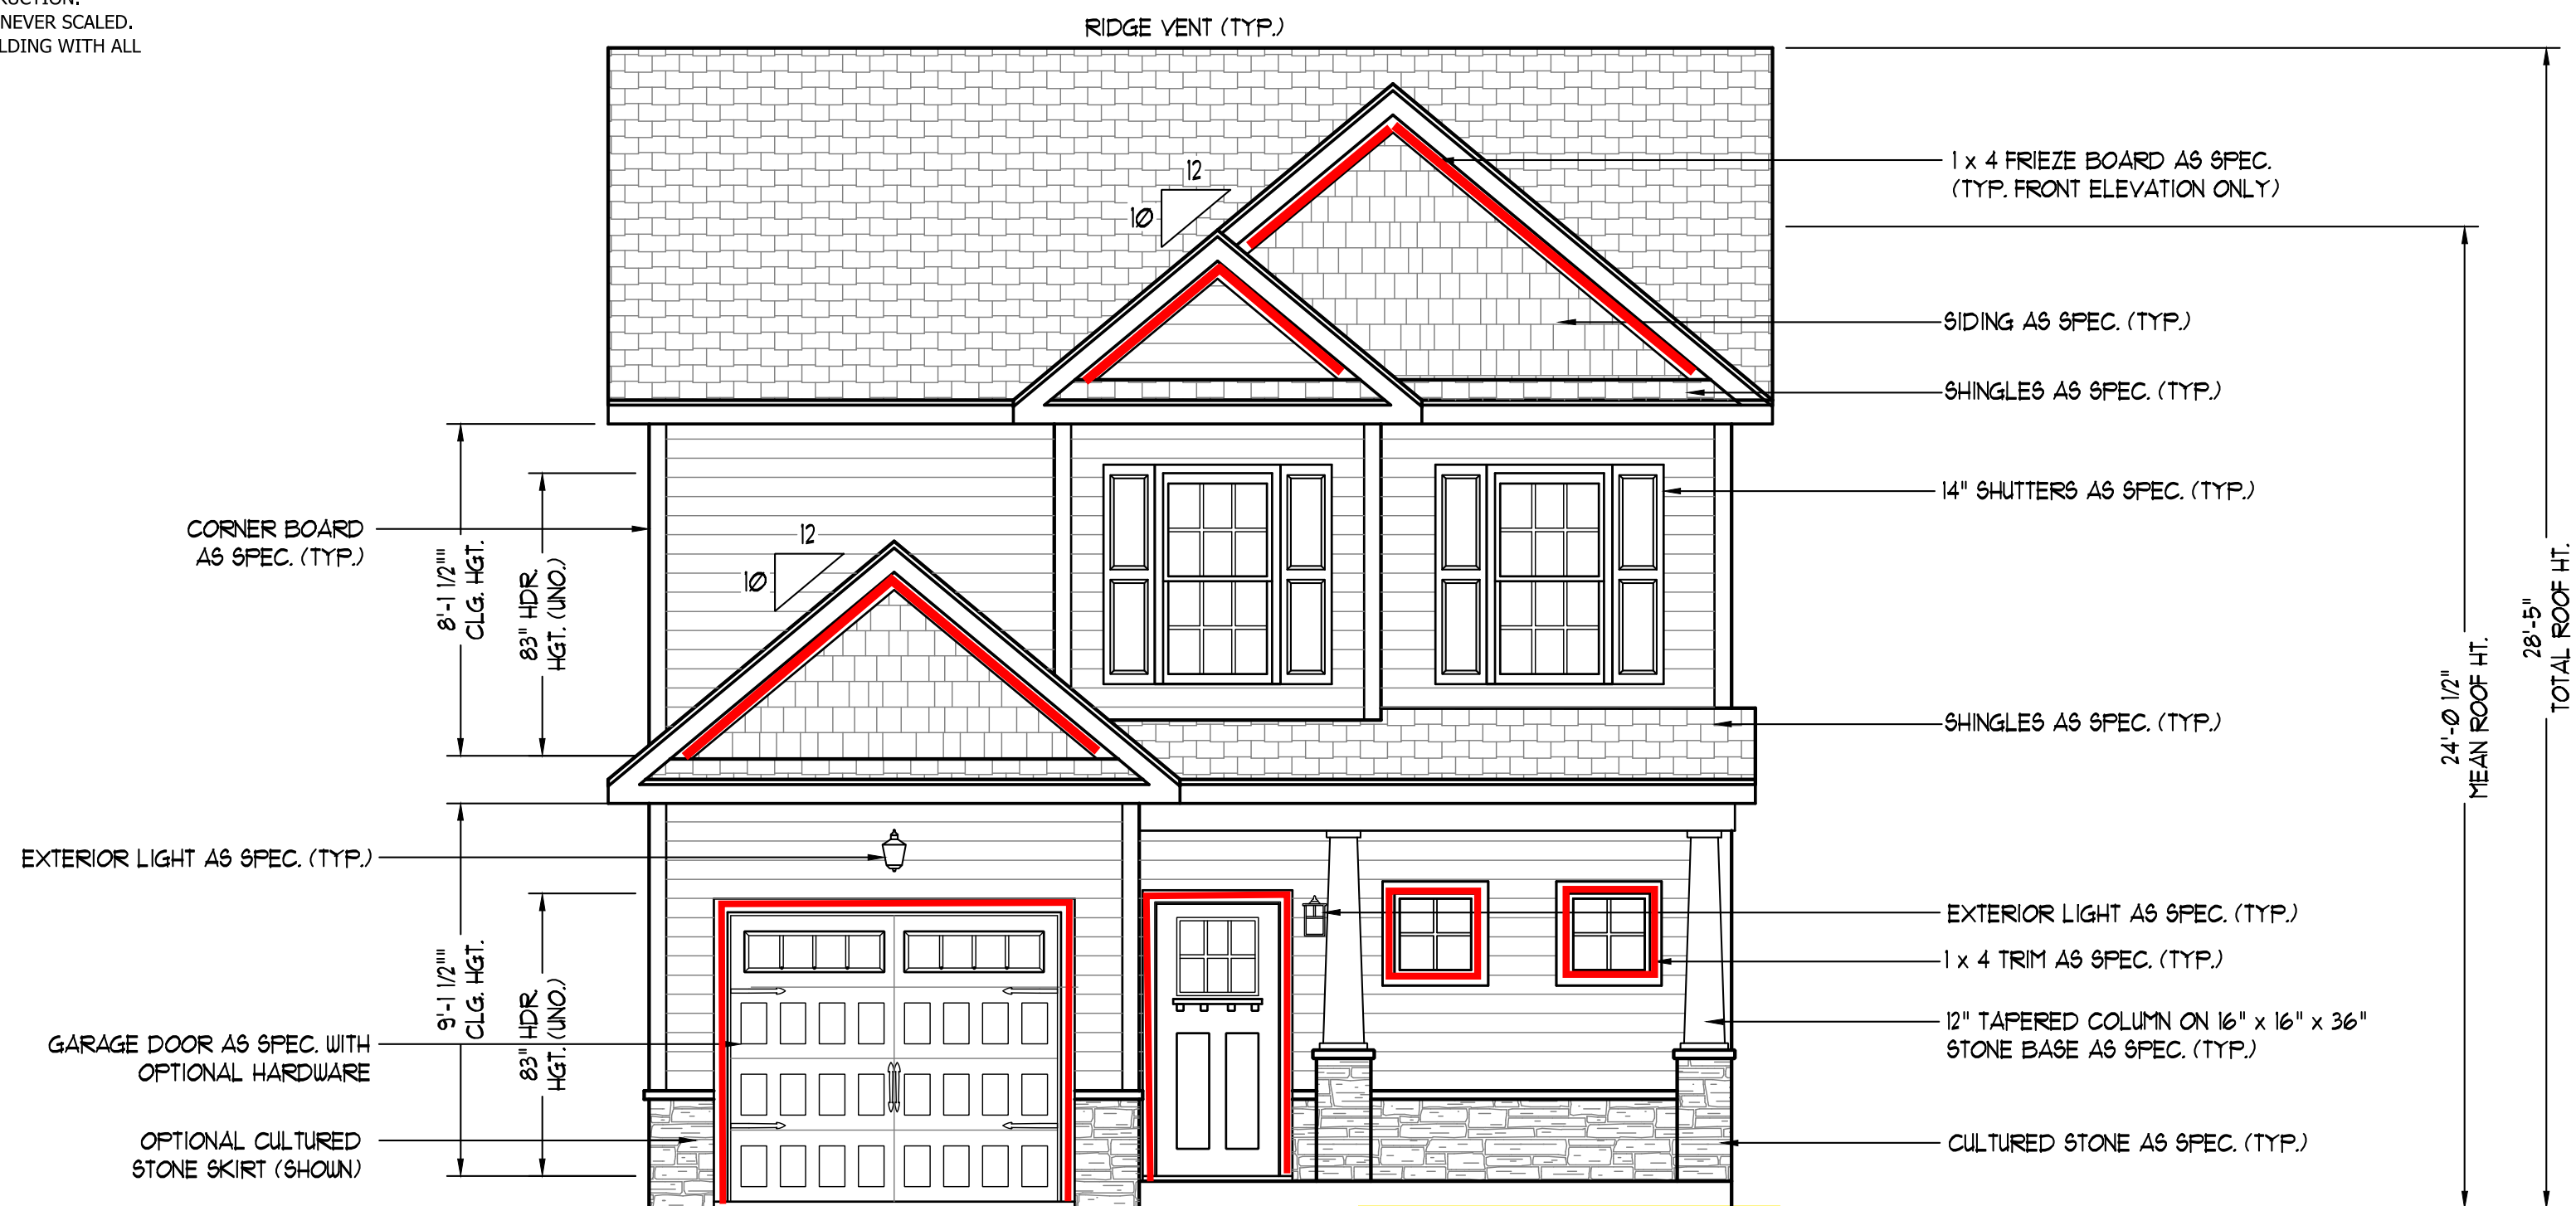 RUCTION.
NEVER SCALED.
LDING WITH ALL
RIDGE VENT (TYP.)
1 x 4 FRIEZE BOARD AS SPEC.
(TYP. FRONT ELEVATION ONLY)
12
10
SIDING AS SPEC. (TYP.)
SHINGLES AS SPEC. (TYP.)
14" SHUTTERS AS SPEC. (TYP.)
CORNER BOARD
AS SPEC. (TYP.)
8'-1 1/2""
CLG. HGT.
83" HDR.
HGT. (UNO.)
12
10
28'-5"
TOTAL ROOF HT.
24'-0 1/2"
MEAN ROOF HT.
SHINGLES AS SPEC. (TYP.)
EXTERIOR LIGHT AS SPEC. (TYP.)
EXTERIOR LIGHT AS SPEC. (TYP.)
1 x 4 TRIM AS SPEC. (TYP.)
9'-1 1/2""
CLG. HGT.
83" HDR.
HGT. (UNO.)
12" TAPERED COLUMN ON 16" x 16" x 36"
STONE BASE AS SPEC. (TYP.)
GARAGE DOOR AS SPEC. WITH
OPTIONAL HARDWARE
OPTIONAL CULTURED
STONE SKIRT (SHOWN)
CULTURED STONE AS SPEC. (TYP.)